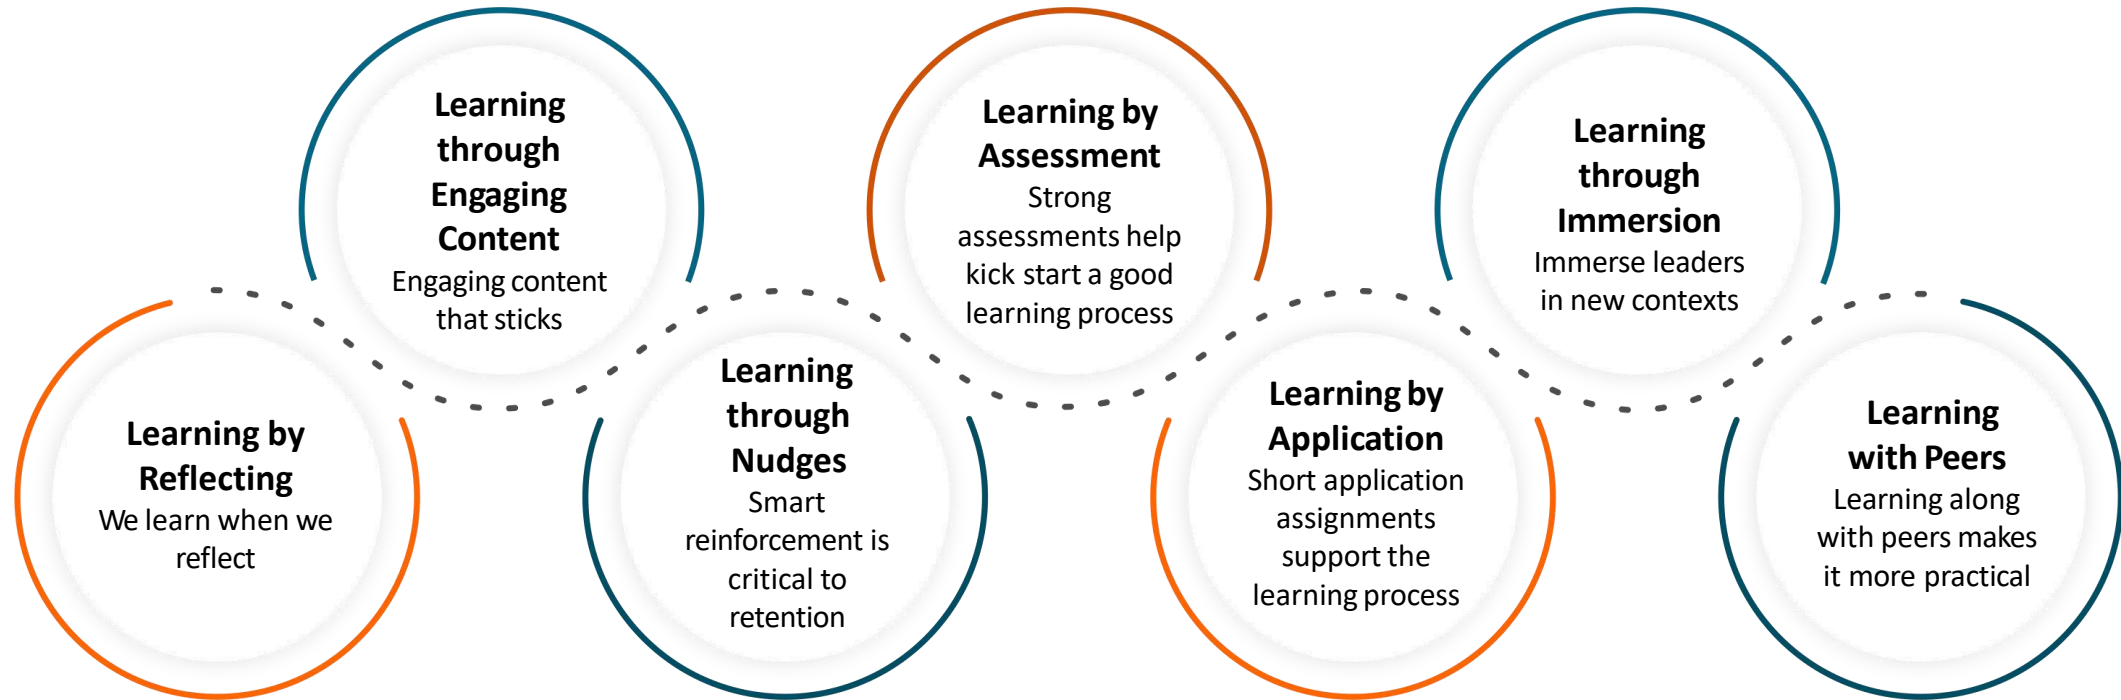 Learning by
Reflecting
We learn when we
reflect
Learning
through
Engaging
Content
Engaging content
that sticks
Learning
through
Nudges
Smart
reinforcement is
critical to
retention
Learning by
Assessment
Strong
assessments help
kick start a good
learning process
Learning by
Application
Short application
assignments
support the
learning process
Learning
through
Immersion
Immerse leaders
in new contexts
Learning
with Peers
Learning along
with peers makes
it more practical